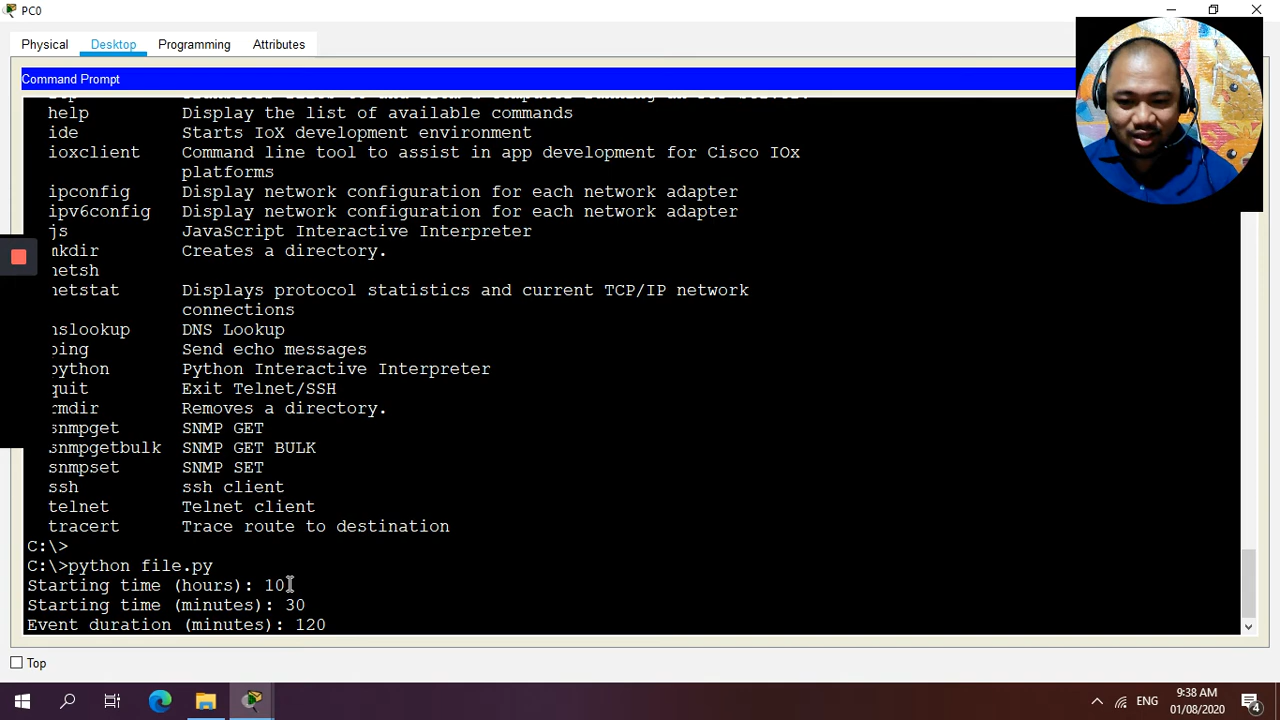 PC0
Physical Desktop Programming Attributes
Command Prompt
help Display the list of available commands
ide Starts IoX development environment
ioxclient Command line tool to assist in app development for Cisco IOx
platforms
ipconfig Display network configuration for each network adapter
ipv6config Display network configuration for each network adapter
js JavaScript Interactive Interpreter
mkdir Creates a directory.
netsh
netstat Displays protocol statistics and current TCP/IP network
connections
nslookup DNS Lookup
ping Send echo messages
python Python Interactive Interpreter
quit Exit Telnet/SSH
rmdir Removes a directory.
snmpget SNMP GET
snmpgetbulk SNMP GET BULK
snmpset SNMP SET
ssh ssh client
telnet Telnet client
tracert Trace route to destination
C:\>
C:\>python file.py
Starting time (hours): 10
Starting time (minutes): 30
Event duration (minutes): 120
Top
ENG
9:38 AM
01/08/2020
4